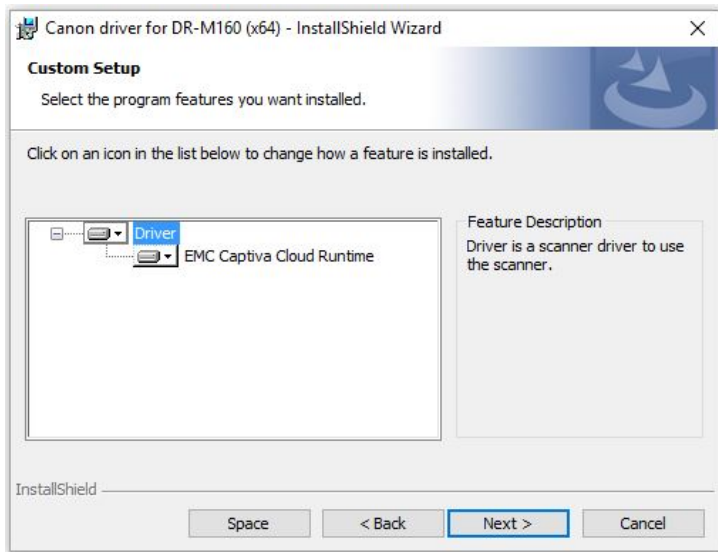 Canon driver for DR-M160 (x64) - InstallShield Wizard
Custom Setup
Select the program features you want installed.
Click on an icon in the list below to change how a feature is installed.
Driver
EMC Captiva Cloud Runtime
Feature Description
Driver is a scanner driver to use
the scanner.
InstallShield
Space
< Back
Next >
Cancel